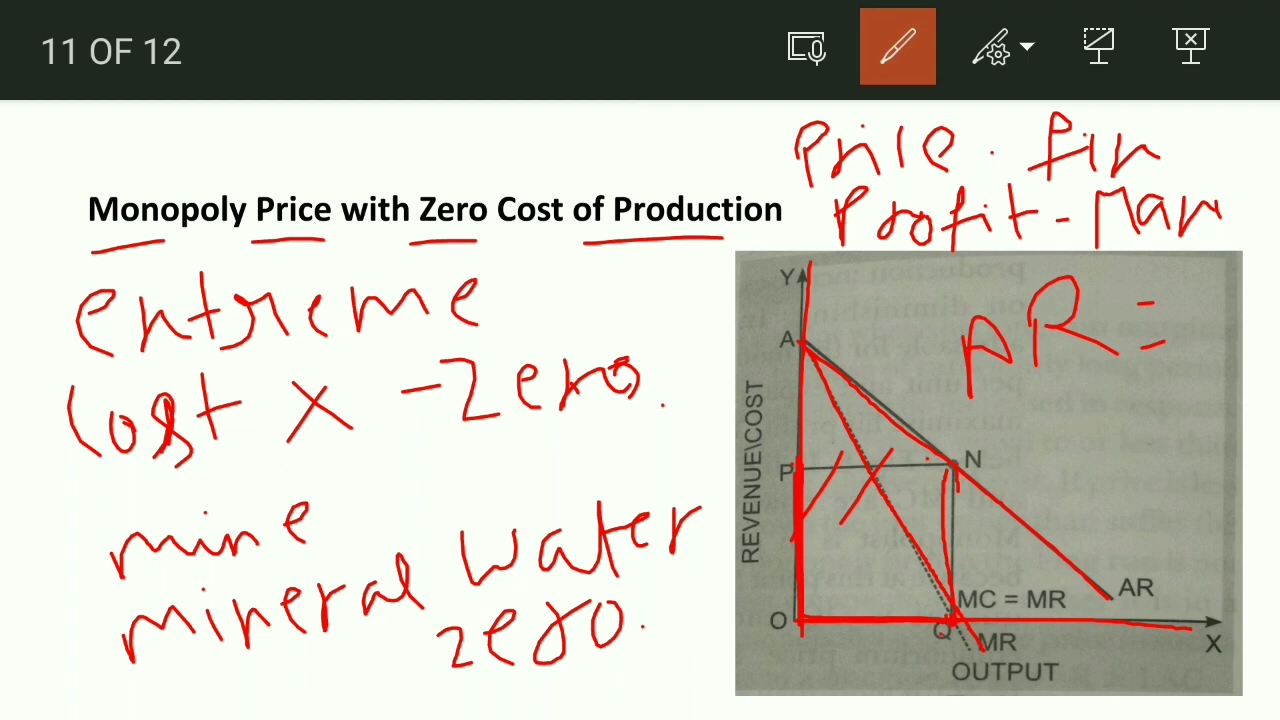 11 OF 12
Price. fix
Profit - Max
Monopoly Price with Zero Cost of Production
extreme
Cost X - Zero.
mine
mineral water
zero.
AR =
Y
A
P
N
REVENUE\COST
AR
MC = MR
O
Q
MR
X
OUTPUT